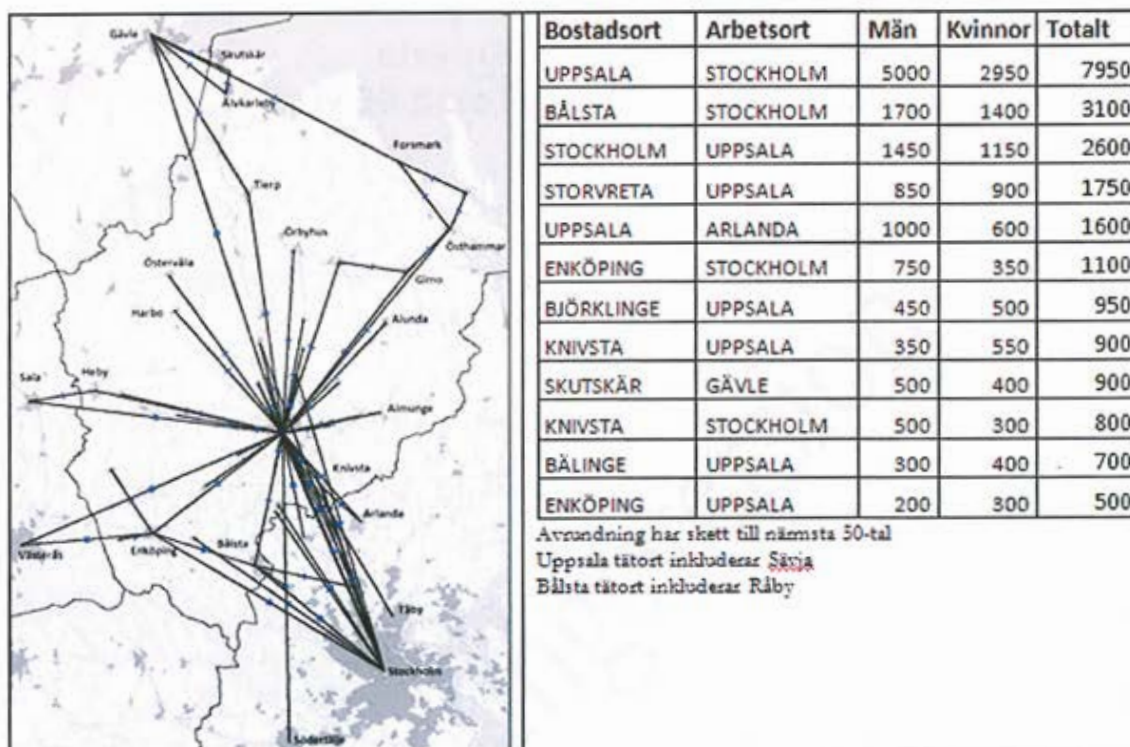 Gävle
Skutskär
Älvkarleby
Forsmark
Tierp
Örbyhus
Östhammar
Östervåla
Gimo
Harbo
Alunda
Sala
Heby
Almunge
Knivsta
Arlanda
Västerås
Enköping
Bålsta
Täby
Stockholm
Södertälje
Bostadsort Arbetsort Män Kvinnor Totalt
UPPSALA STOCKHOLM 5000 2950 7950
BÅLSTA STOCKHOLM 1700 1400 3100
STOCKHOLM UPPSALA 1450 1150 2600
STORVRETA UPPSALA 850 900 1750
UPPSALA ARLANDA 1000 600 1600
ENKÖPING STOCKHOLM 750 350 1100
BJÖRKLINGE UPPSALA 450 500 950
KNIVSTA UPPSALA 350 550 900
SKUTSKÄR GÄVLE 500 400 900
KNIVSTA STOCKHOLM 500 300 800
BÄLINGE UPPSALA 300 400 700
ENKÖPING UPPSALA 200 300 500
Avrundning har skett till närmsta 50-tal
Uppsala tätort inkluderar Sävja
Bålsta tätort inkluderar Råby